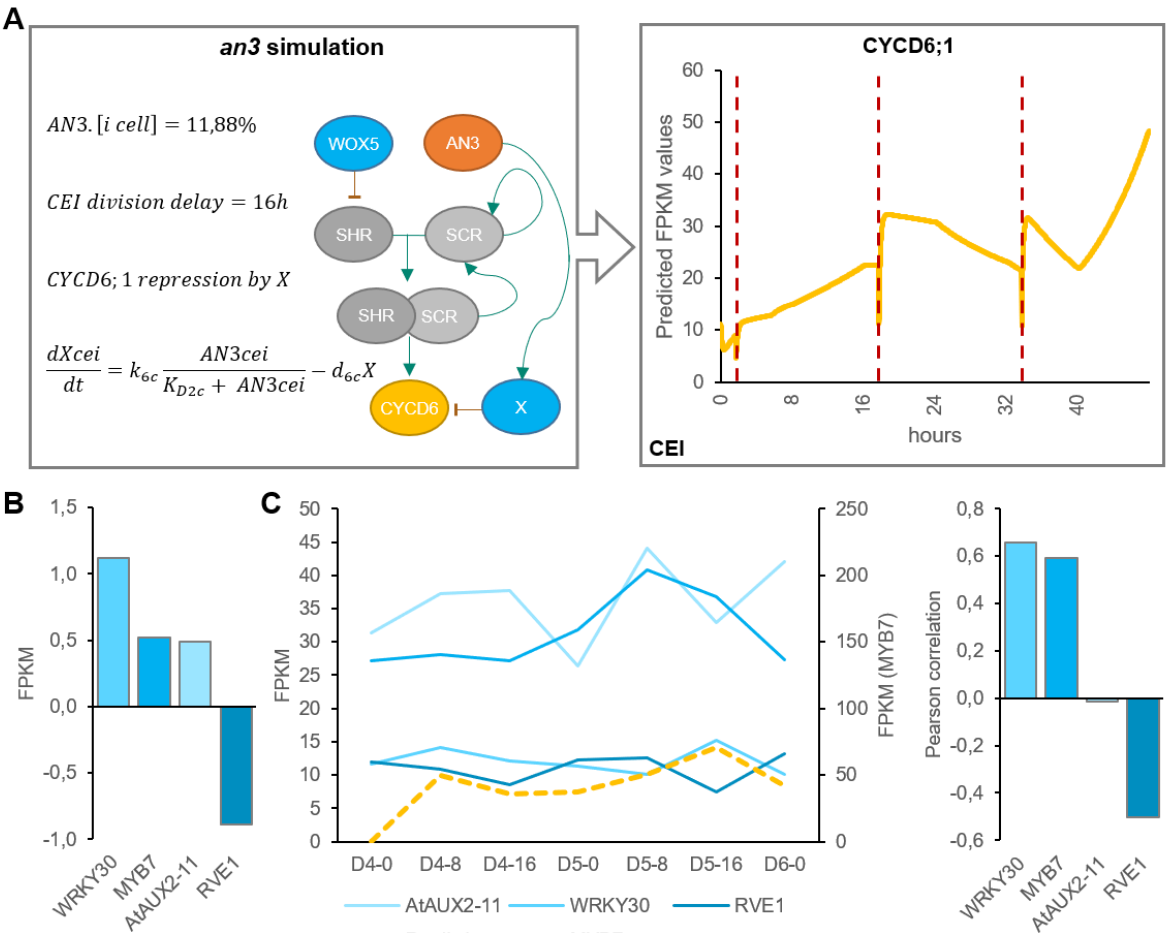 A
an3 simulation
AN3.[i cell] = 11,88%
CEI division delay = 16h
CYCD6; 1 repression by X
dXcei/dt = k6c AN3cei/(KD2c + AN3cei) − d6cX
WOX5
AN3
SHR
SCR
SHR
SCR
CYCD6
X
CYCD6;1
Predicted FPKM values
60
50
40
30
20
10
0
0
8
16
24
32
40
hours
CEI
B
FPKM
1,5
1,0
0,5
0,0
-0,5
-1,0
WRKY30
MYB7
AtAUX2-11
RVE1
C
FPKM
50
45
40
35
30
25
20
15
10
5
0
D4-0
D4-8
D4-16
D5-0
D5-8
D5-16
D6-0
250
200
150
100
50
0
FPKM (MYB7)
AtAUX2-11
WRKY30
RVE1
Pearson correlation
0,8
0,6
0,4
0,2
0,0
-0,2
-0,4
-0,6
WRKY30
MYB7
AtAUX2-11
RVE1